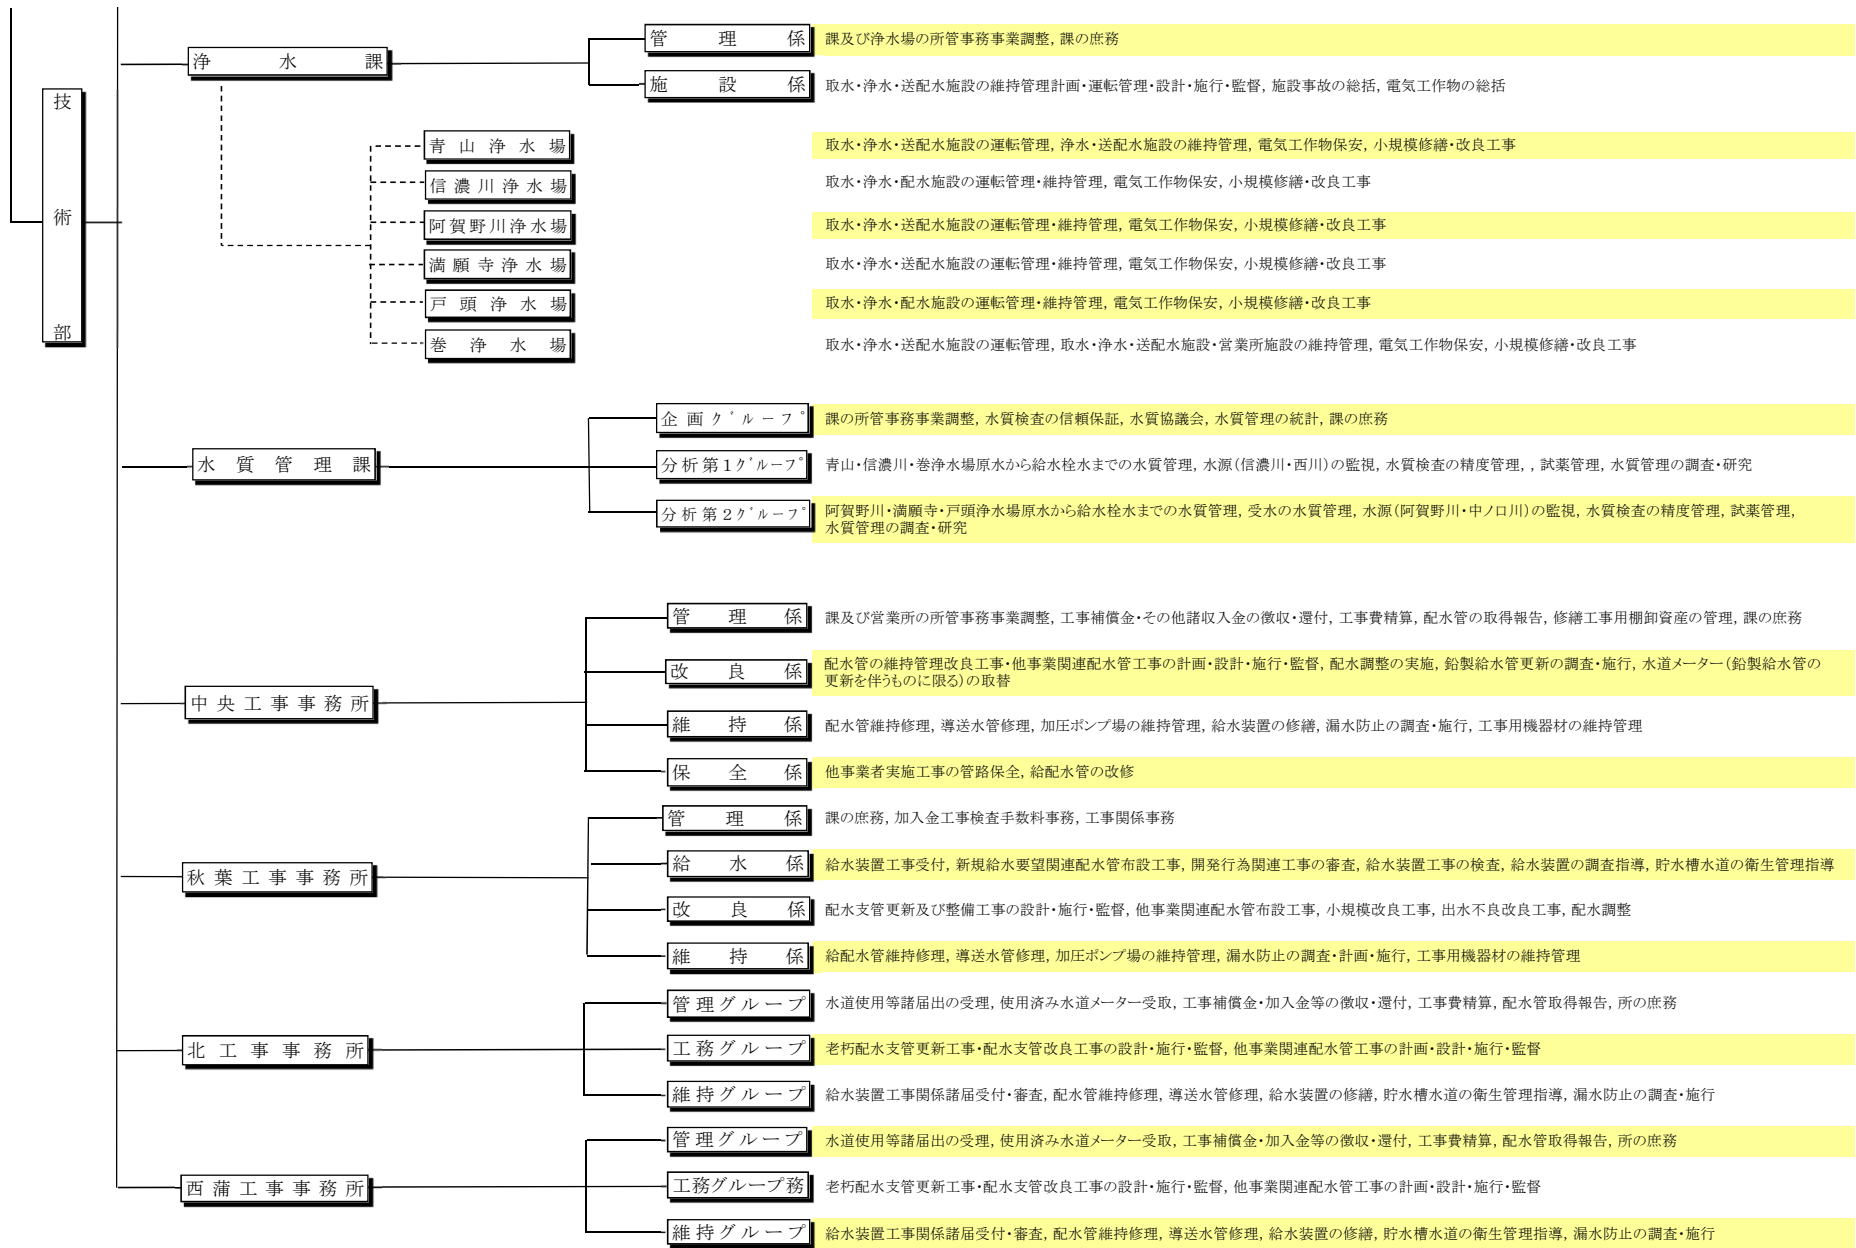 技術部
浄水課
管理係 課及び浄水場の所管事務事業調整, 課の庶務
施設係 取水・浄水・送配水施設の維持管理計画・運転管理・設計・施行・監督, 施設事故の総括, 電気工作物の総括
青山浄水場 取水・浄水・送配水施設の運転管理, 浄水・送配水施設の維持管理, 電気工作物保安, 小規模修繕・改良工事
信濃川浄水場 取水・浄水・配水施設の運転管理・維持管理, 電気工作物保安, 小規模修繕・改良工事
阿賀野川浄水場 取水・浄水・送配水施設の運転管理・維持管理, 電気工作物保安, 小規模修繕・改良工事
満願寺浄水場 取水・浄水・送配水施設の運転管理・維持管理, 電気工作物保安, 小規模修繕・改良工事
戸頭浄水場 取水・浄水・配水施設の運転管理・維持管理, 電気工作物保安, 小規模修繕・改良工事
巻浄水場 取水・浄水・送配水施設の運転管理, 取水・浄水・送配水施設・営業所施設の維持管理, 電気工作物保安, 小規模修繕・改良工事
水質管理課
企画グループ 課の所管事務事業調整, 水質検査の信頼保証, 水質協議会, 水質管理の統計, 課の庶務
分析第1グループ 青山・信濃川・巻浄水場原水から給水栓水までの水質管理, 水源(信濃川・西川)の監視, 水質検査の精度管理, , 試薬管理, 水質管理の調査・研究
分析第2グループ 阿賀野川・満願寺・戸頭浄水場原水から給水栓水までの水質管理, 受水の水質管理, 水源(阿賀野川・中ノ口川)の監視, 水質検査の精度管理, 試薬管理,
水質管理の調査・研究
中央工事事務所
管理係 課及び営業所の所管事務事業調整, 工事補償金・その他諸収入金の徴収・還付, 工事費精算, 配水管の取得報告, 修繕工事用棚卸資産の管理, 課の庶務
改良係 配水管の維持管理改良工事・他事業関連配水管工事の計画・設計・施行・監督, 配水調整の実施, 鉛製給水管更新の調査・施行, 水道メーター(鉛製給水管の
更新を伴うものに限る)の取替
維持係 配水管維持修理, 導送水管修理, 加圧ポンプ場の維持管理, 給水装置の修繕, 漏水防止の調査・施行, 工事用機器材の維持管理
保全係 他事業者実施工事の管路保全, 給配水管の改修
秋葉工事事務所
管理係 課の庶務, 加入金工事検査手数料事務, 工事関係事務
給水係 給水装置工事受付, 新規給水要望関連配水管布設工事, 開発行為関連工事の審査, 給水装置工事の検査, 給水装置の調査指導, 貯水槽水道の衛生管理指導
改良係 配水支管更新及び整備工事の設計・施行・監督, 他事業関連配水管布設工事, 小規模改良工事, 出水不良改良工事, 配水調整
維持係 給配水管維持修理, 導送水管修理, 加圧ポンプ場の維持管理, 漏水防止の調査・計画・施行, 工事用機器材の維持管理
北工事事務所
管理グループ 水道使用等諸届出の受理, 使用済み水道メーター受取, 工事補償金・加入金等の徴収・還付, 工事費精算, 配水管取得報告, 所の庶務
工務グループ 老朽配水支管更新工事・配水支管改良工事の設計・施行・監督, 他事業関連配水管工事の計画・設計・施行・監督
維持グループ 給水装置工事関係諸届受付・審査, 配水管維持修理, 導送水管修理, 給水装置の修繕, 貯水槽水道の衛生管理指導, 漏水防止の調査・施行
西蒲工事事務所
管理グループ 水道使用等諸届出の受理, 使用済み水道メーター受取, 工事補償金・加入金等の徴収・還付, 工事費精算, 配水管取得報告, 所の庶務
工務グループ務 老朽配水支管更新工事・配水支管改良工事の設計・施行・監督, 他事業関連配水管工事の計画・設計・施行・監督
維持グループ 給水装置工事関係諸届受付・審査, 配水管維持修理, 導送水管修理, 給水装置の修繕, 貯水槽水道の衛生管理指導, 漏水防止の調査・施行